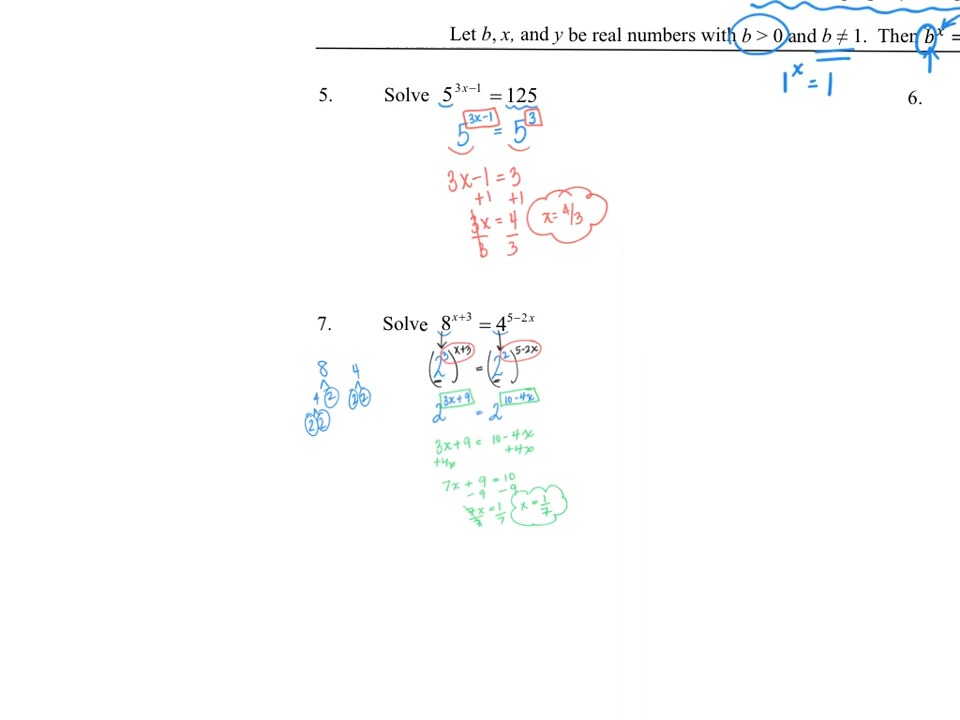 Let b, x, and y be real numbers with b > 0 and b ≠ 1. Then b^x =
1^x = 1
5. Solve 5^{3x−1} = 125
6.
5^{3x-1} = 5^3
3x-1 = 3
+1 +1
3x = 4
3 3
x = 4/3
7. Solve 8^{x+3} = 4^{5−2x}
(2^3)^{x+3} = (2^2)^{5-2x}
8 4
4 2 2 2
2 2
2^{3x+9} = 2^{10-4x}
3x+9 = 10-4x
+4x +4x
7x + 9 = 10
-9 -9
7x = 1
7 7
x = 1/7